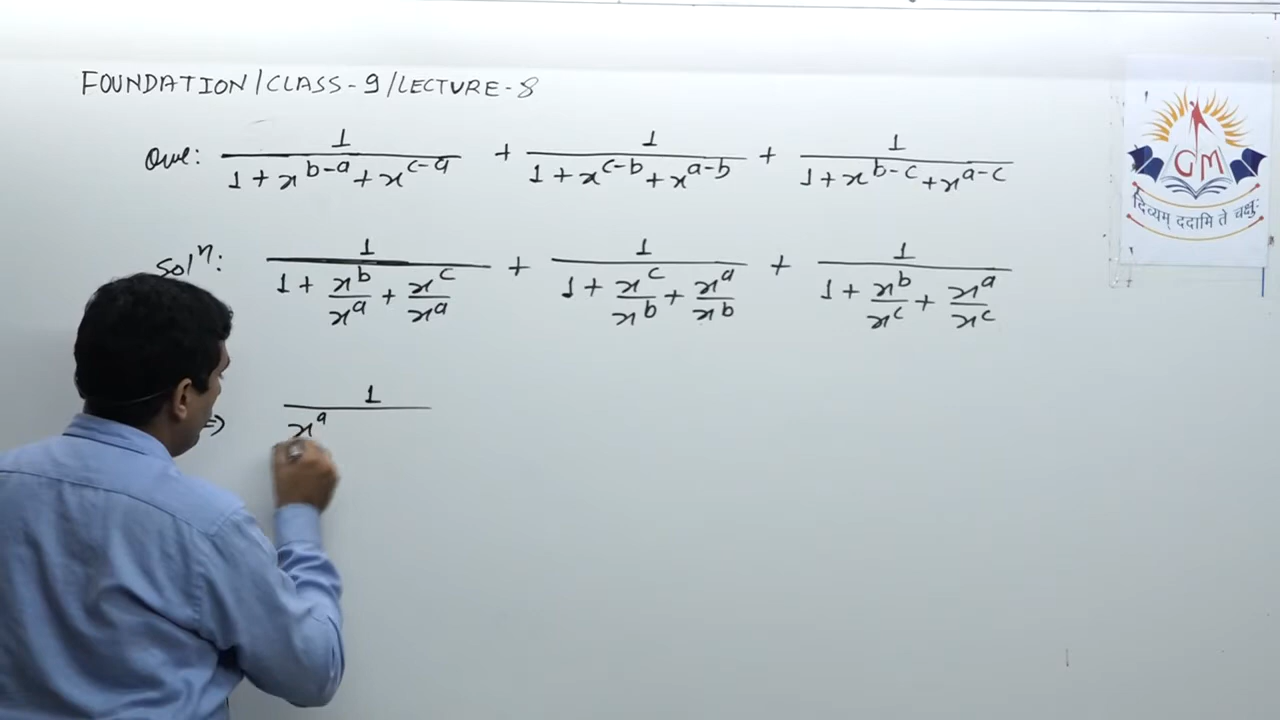 FOUNDATION/CLASS-9/LECTURE-8
Que: 1/(1+x^(b-a)+x^(c-a)) + 1/(1+x^(c-b)+x^(a-b)) + 1/(1+x^(b-c)+x^(a-c))
Solⁿ: 1/(1+x^b/x^a+x^c/x^a) + 1/(1+x^c/x^b+x^a/x^b) + 1/(1+x^b/x^c+x^a/x^c)
⇒ 1/x^a
GM
दिव्यम् ददामि ते चक्षुः